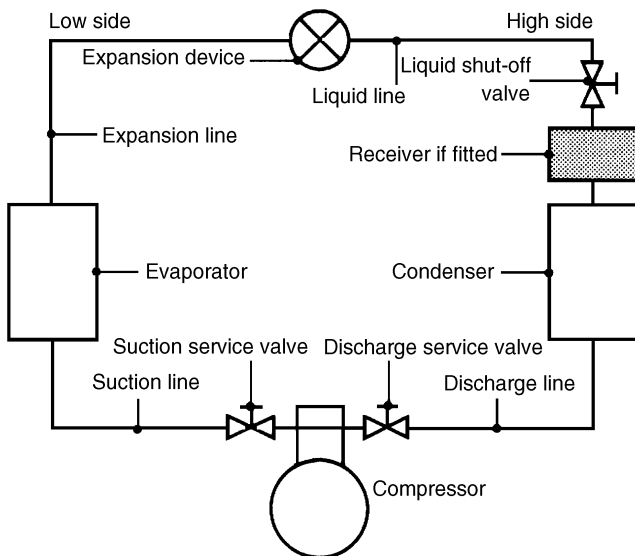 Low side
High side
Expansion device
Liquid shut-off
valve
Liquid line
Expansion line
Receiver if fitted
Evaporator
Condenser
Suction service valve
Discharge service valve
Suction line
Discharge line
Compressor